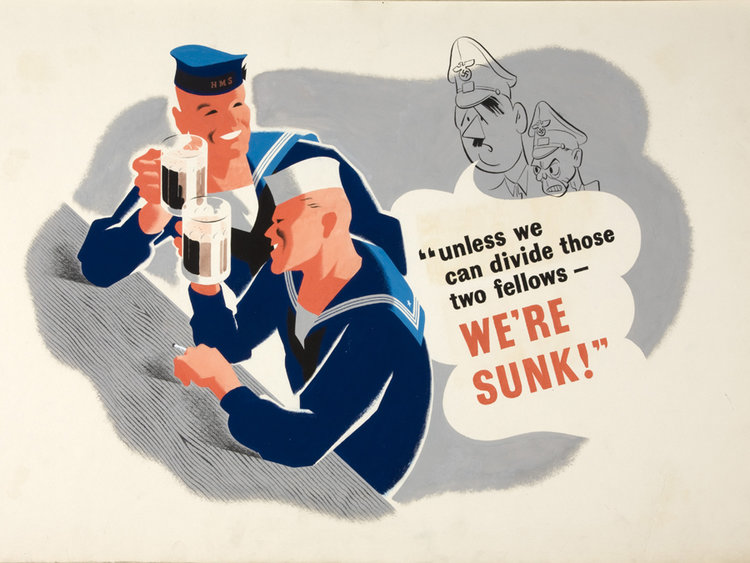 HMS
“unless we
can divide those
two fellows –
WE'RE
SUNK!”